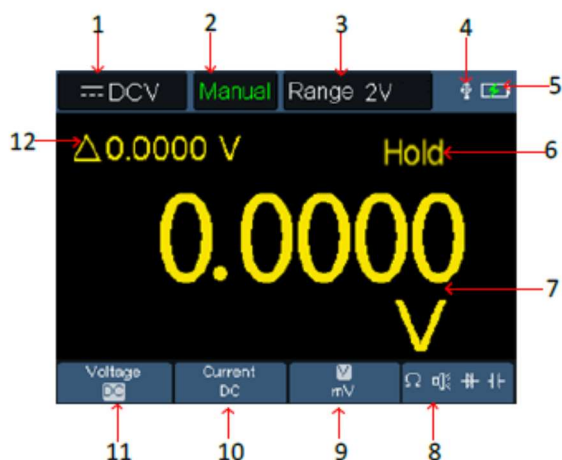 1 2 3 4
5
⎓DCV Manual Range 2V
12 △0.0000 V Hold 6
0.0000
7
V
Voltage Current V Ω
DC DC mV
11 10 9 8